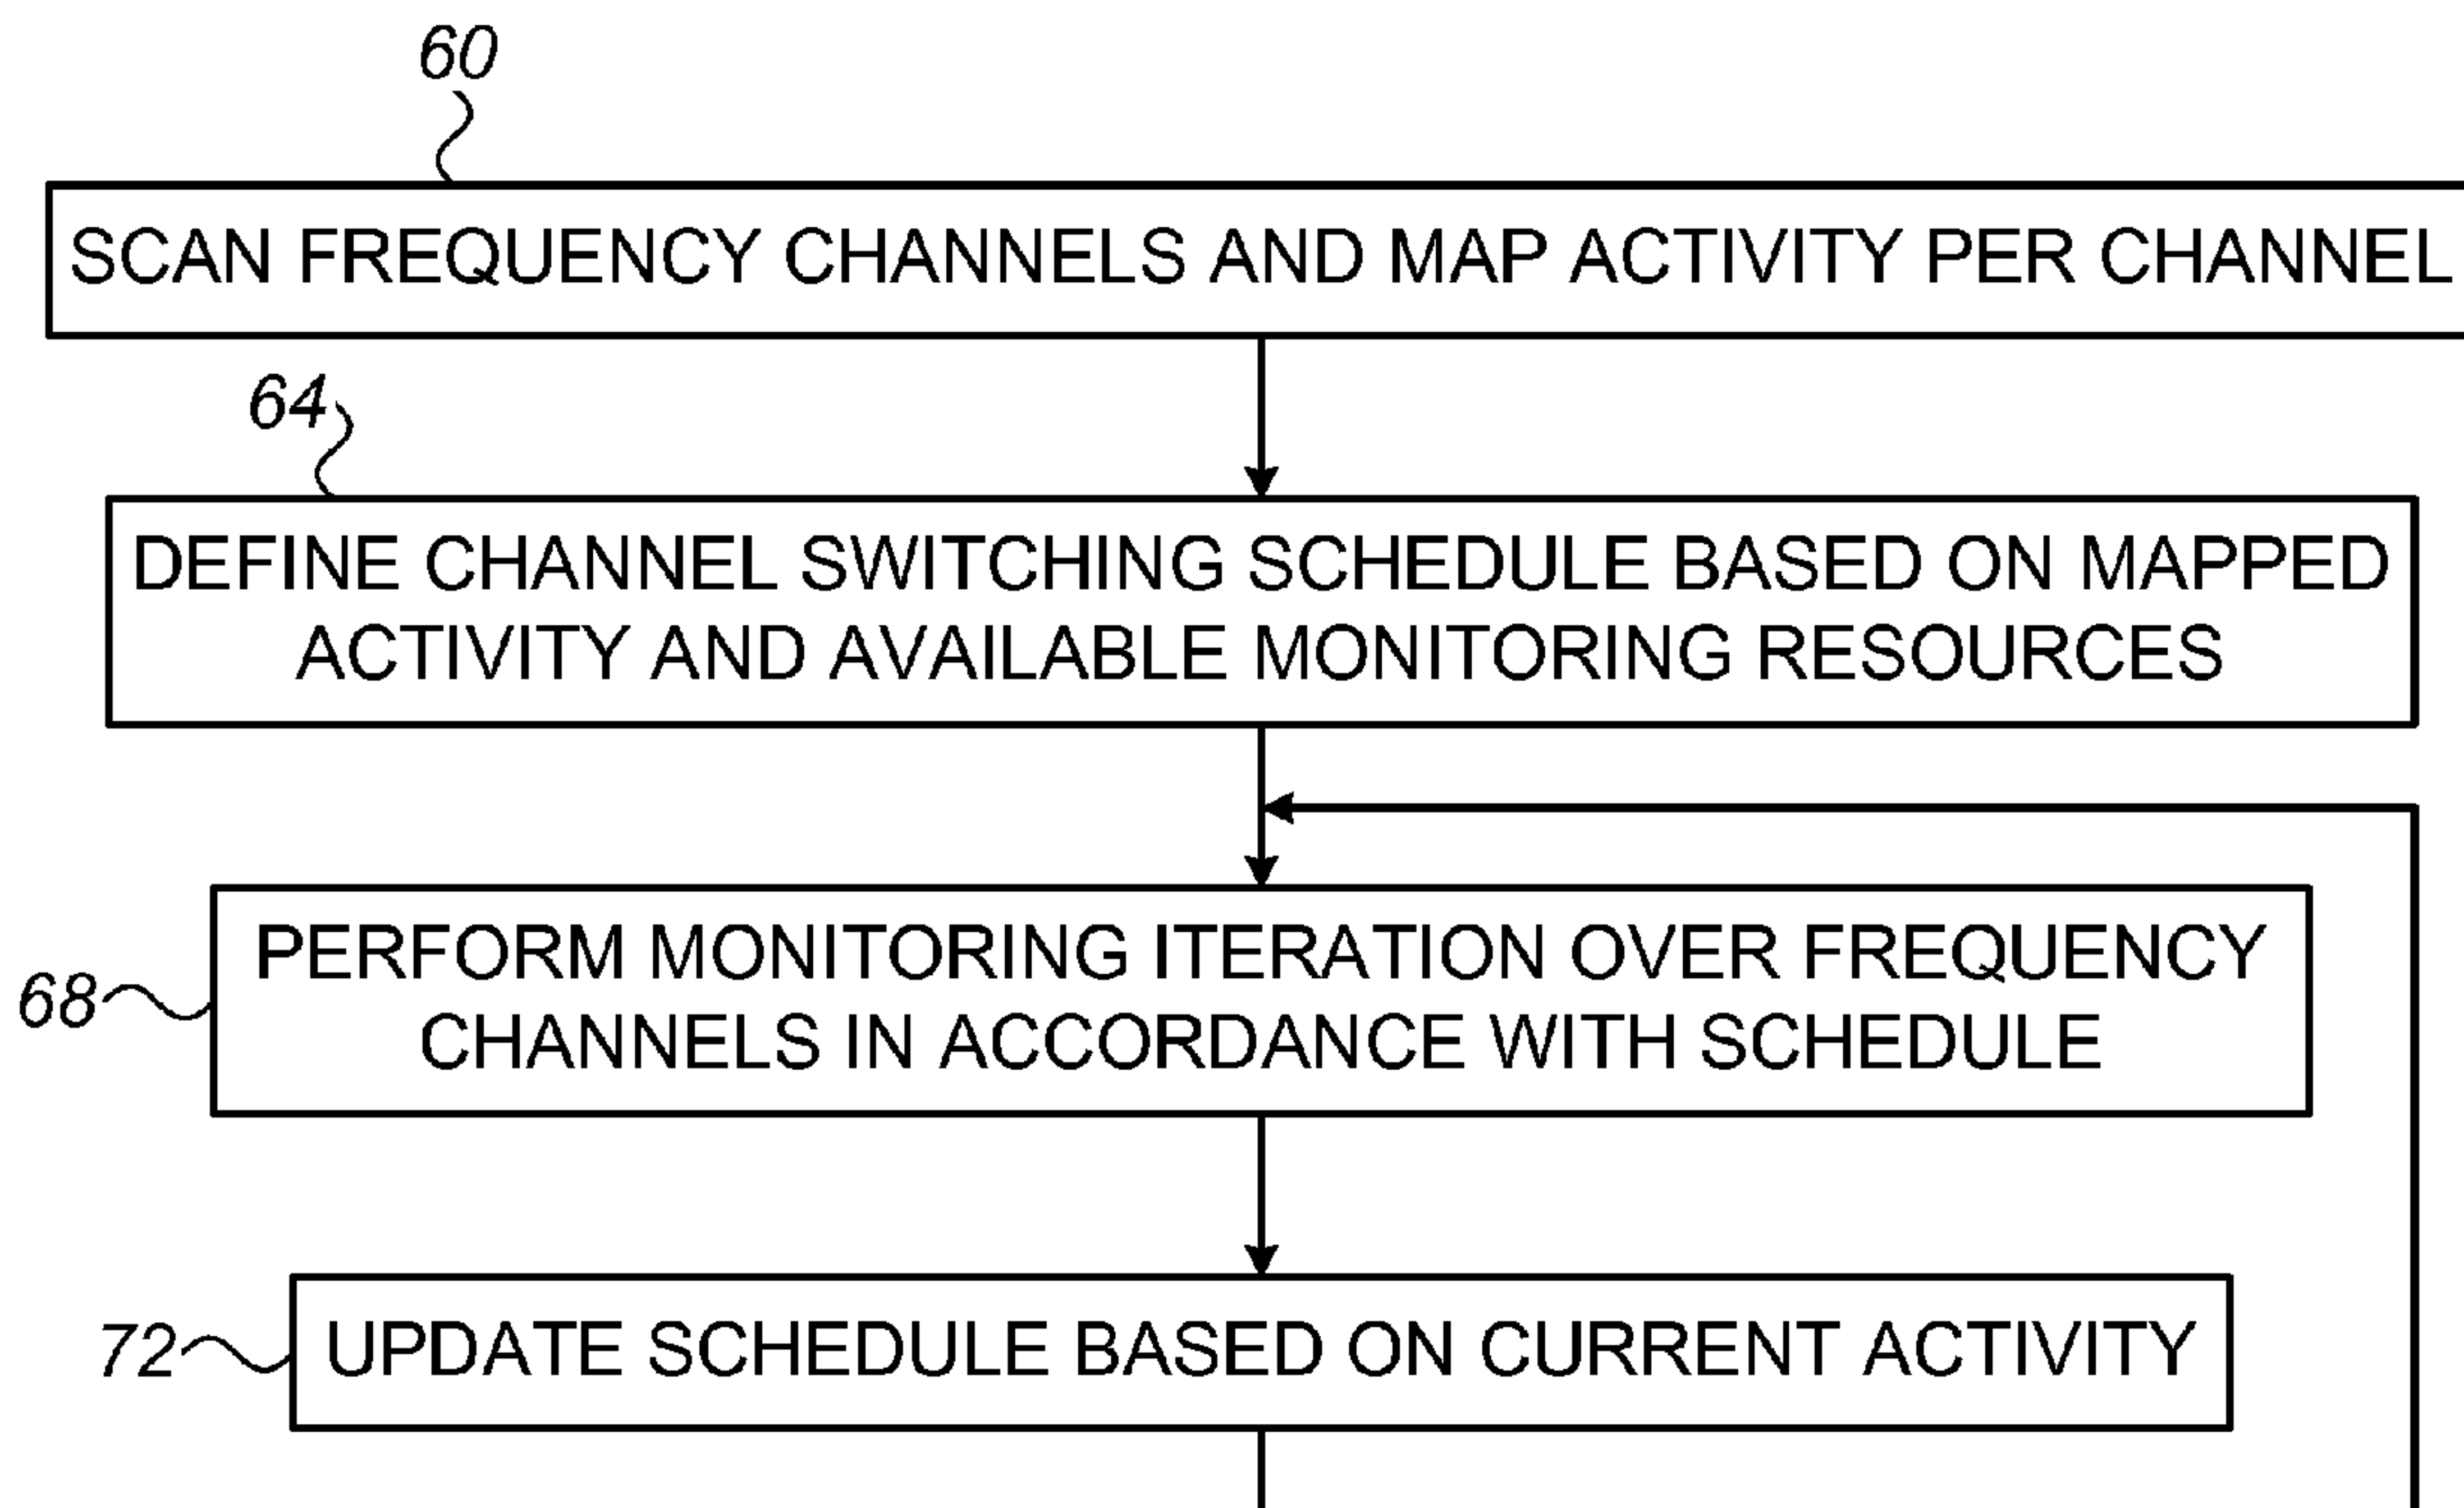 60
SCAN FREQUENCY CHANNELS AND MAP ACTIVITY PER CHANNEL
64
DEFINE CHANNEL SWITCHING SCHEDULE BASED ON MAPPED
ACTIVITY AND AVAILABLE MONITORING RESOURCES
68
PERFORM MONITORING ITERATION OVER FREQUENCY
CHANNELS IN ACCORDANCE WITH SCHEDULE
72
UPDATE SCHEDULE BASED ON CURRENT ACTIVITY